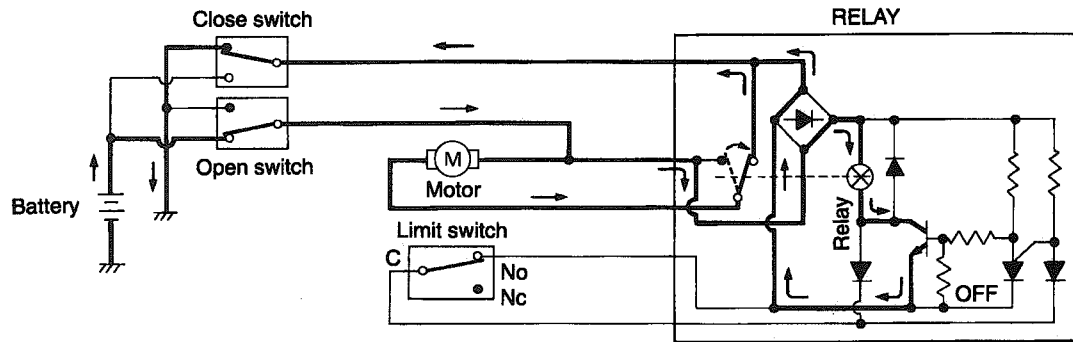 Close switch
RELAY
Open switch
M
Motor
Battery
Relay
Limit switch
C
No
Nc
OFF